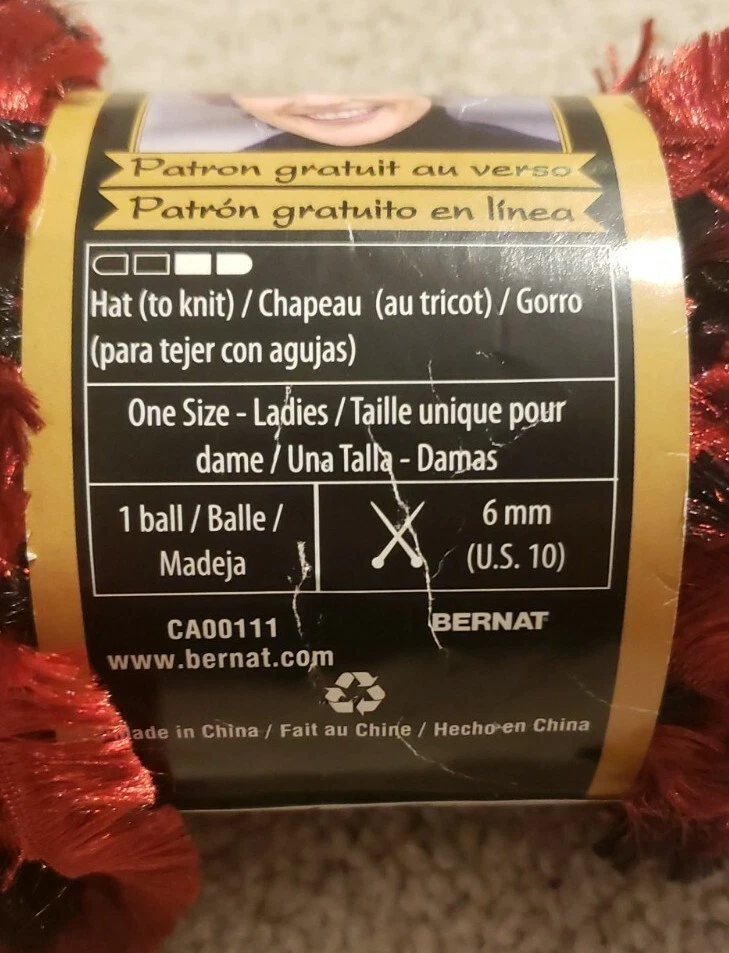 Patron gratuit au verso
Patrón gratuito en línea
Hat (to knit) / Chapeau (au tricot) / Gorro
(para tejer con agujas)
One Size - Ladies / Taille unique pour
dame / Una Talla - Damas
1 ball / Balle /
Madeja
6 mm
(U.S. 10)
CA00111
BERNAT
www.bernat.com
Made in China / Fait au Chine / Hecho en China